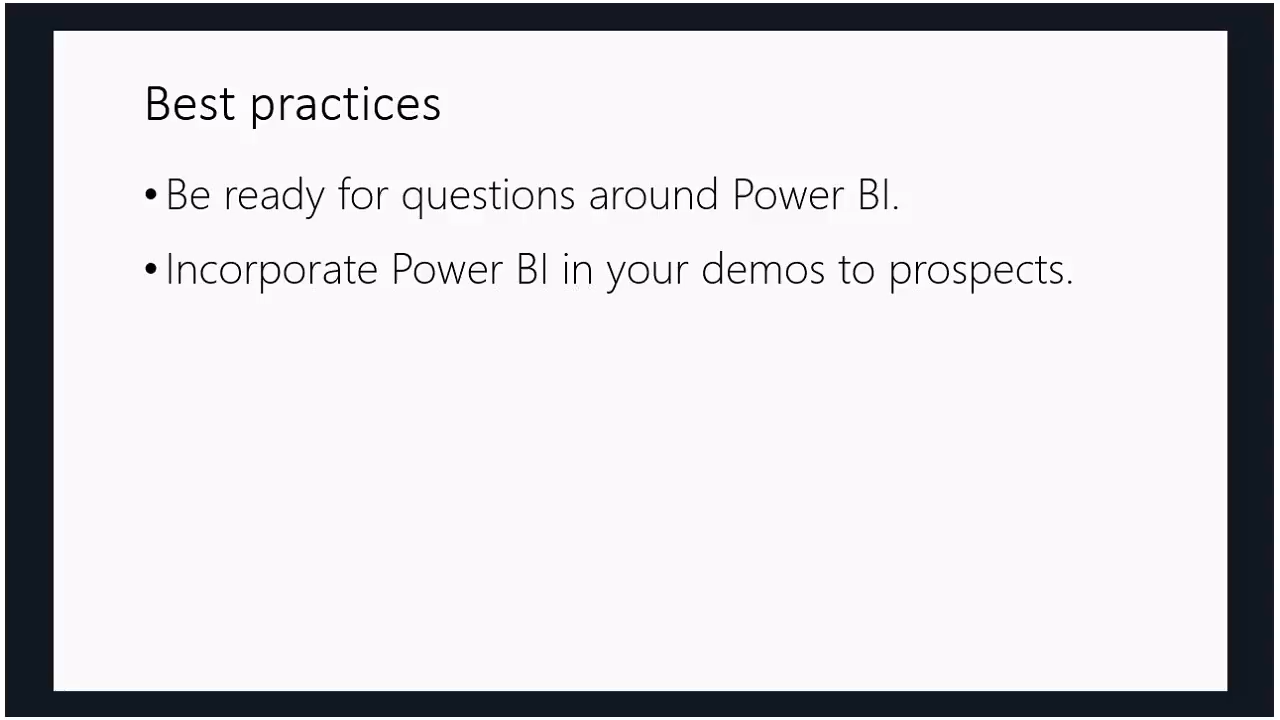 Best practices
• Be ready for questions around Power BI.
• Incorporate Power BI in your demos to prospects.